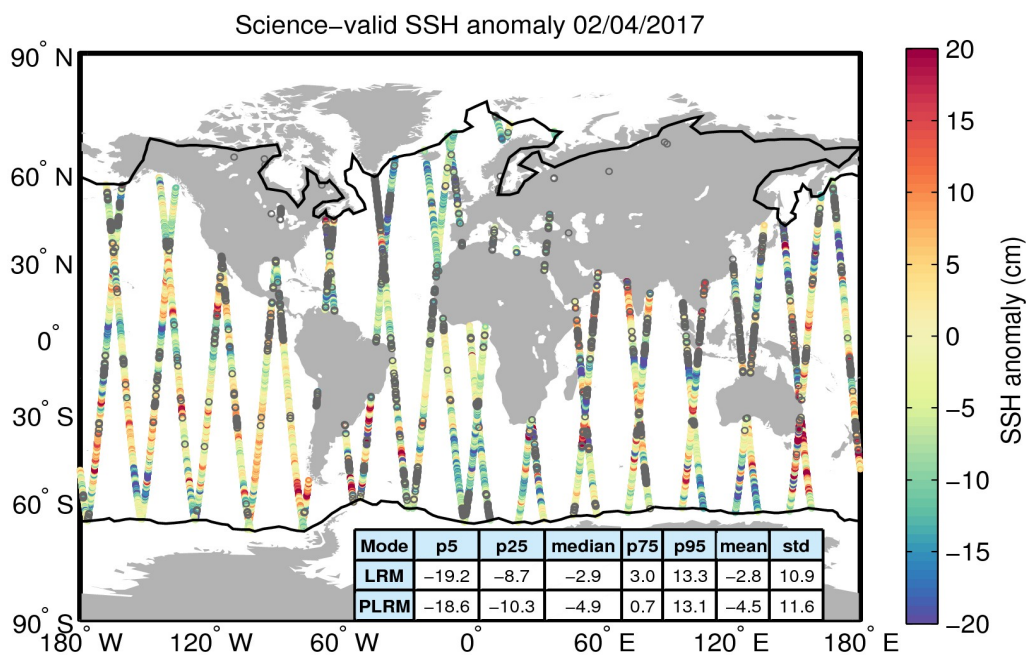 Science−valid SSH anomaly 02/04/2017
90° N
60° N
30° N
0°
30° S
60° S
90° S
180° W
120° W
60° W
0°
60° E
120° E
180° E
Mode p5 p25 median p75 p95 mean std
LRM −19.2 −8.7 −2.9 3.0 13.3 −2.8 10.9
PLRM −18.6 −10.3 −4.9 0.7 13.1 −4.5 11.6
20
15
10
5
0
−5
−10
−15
−20
SSH anomaly (cm)